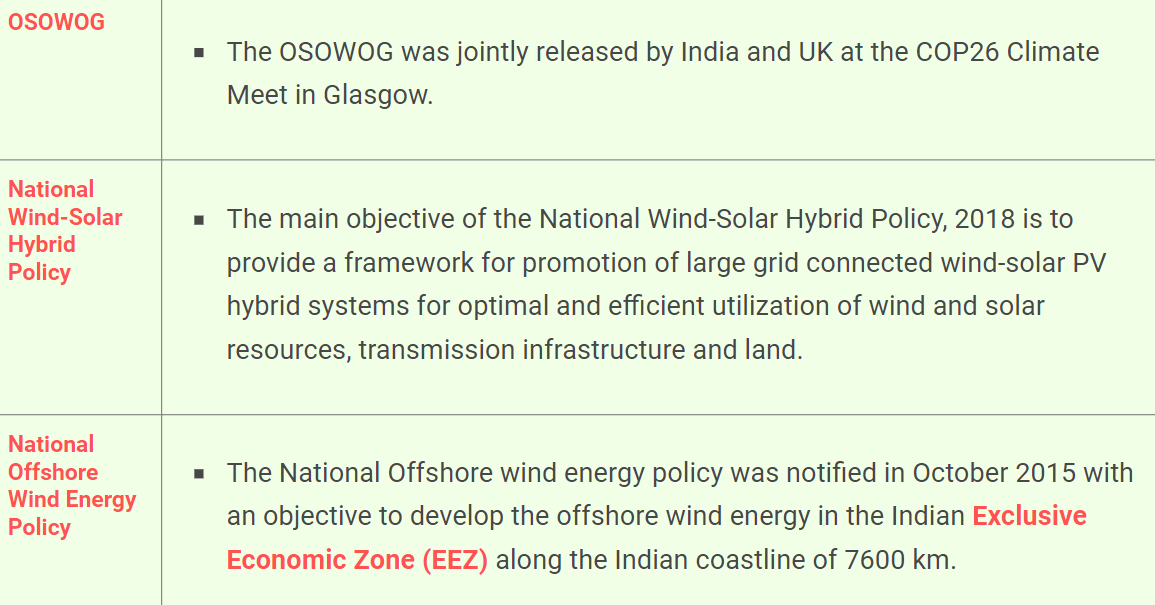 OSOWOG
▪ The OSOWOG was jointly released by India and UK at the COP26 Climate
Meet in Glasgow.
National
Wind-Solar
Hybrid
Policy
▪ The main objective of the National Wind-Solar Hybrid Policy, 2018 is to
provide a framework for promotion of large grid connected wind-solar PV
hybrid systems for optimal and efficient utilization of wind and solar
resources, transmission infrastructure and land.
National
Offshore
Wind Energy
Policy
▪ The National Offshore wind energy policy was notified in October 2015 with
an objective to develop the offshore wind energy in the Indian Exclusive
Economic Zone (EEZ) along the Indian coastline of 7600 km.